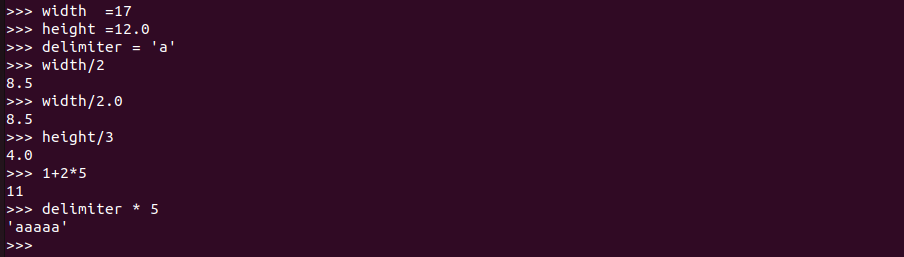 >>> width  =17
>>> height =12.0
>>> delimiter = 'a'
>>> width/2
8.5
>>> width/2.0
8.5
>>> height/3
4.0
>>> 1+2*5
11
>>> delimiter * 5
'aaaaa'
>>>